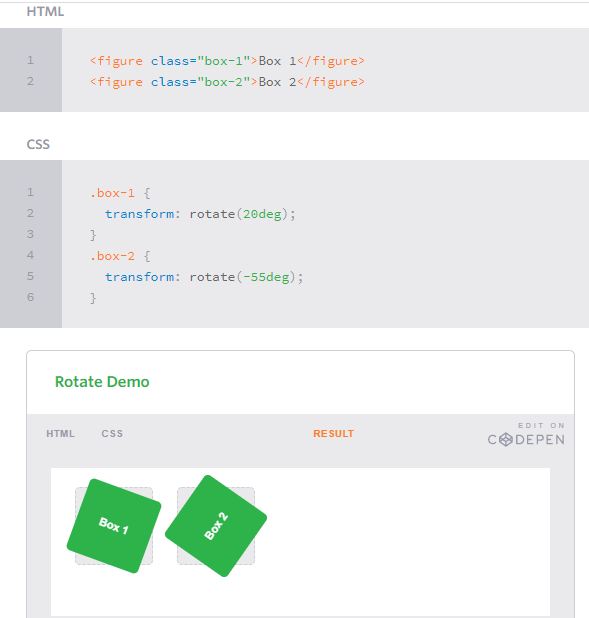 HTML
1 <figure class="box-1">Box 1</figure>
2 <figure class="box-2">Box 2</figure>
CSS
1 .box-1 {
2 transform: rotate(20deg);
3 }
4 .box-2 {
5 transform: rotate(-55deg);
6 }
Rotate Demo
HTML CSS RESULT EDIT ON
CODEPEN
Box 1 Box 2